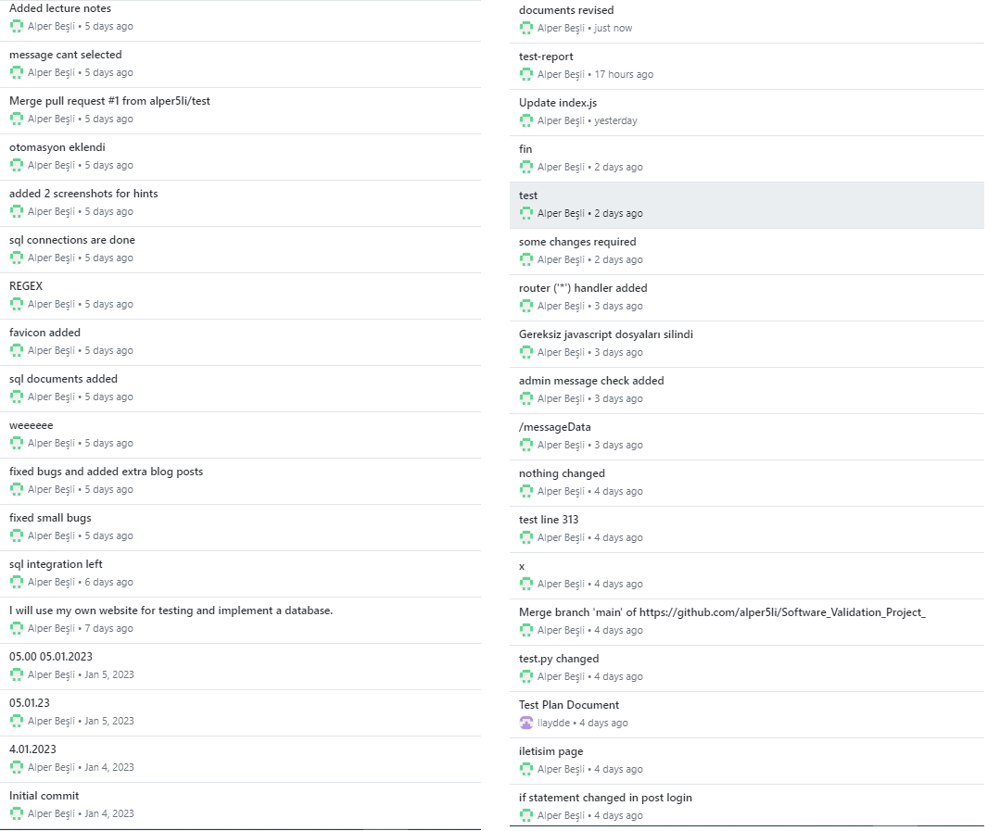 Added lecture notes
Alper Beşli • 5 days ago
message cant selected
Alper Beşli • 5 days ago
Merge pull request #1 from alper5li/test
Alper Beşli • 5 days ago
otomasyon eklendi
Alper Beşli • 5 days ago
added 2 screenshots for hints
Alper Beşli • 5 days ago
sql connections are done
Alper Beşli • 5 days ago
REGEX
Alper Beşli • 5 days ago
favicon added
Alper Beşli • 5 days ago
sql documents added
Alper Beşli • 5 days ago
weeeeee
Alper Beşli • 5 days ago
fixed bugs and added extra blog posts
Alper Beşli • 5 days ago
fixed small bugs
Alper Beşli • 5 days ago
sql integration left
Alper Beşli • 6 days ago
I will use my own website for testing and implement a database.
Alper Beşli • 7 days ago
05.00 05.01.2023
Alper Beşli • Jan 5, 2023
05.01.23
Alper Beşli • Jan 5, 2023
4.01.2023
Alper Beşli • Jan 4, 2023
Initial commit
Alper Beşli • Jan 4, 2023
documents revised
Alper Beşli • just now
test-report
Alper Beşli • 17 hours ago
Update index.js
Alper Beşli • yesterday
fin
Alper Beşli • 2 days ago
test
Alper Beşli • 2 days ago
some changes required
Alper Beşli • 2 days ago
router ('*') handler added
Alper Beşli • 3 days ago
Gereksiz javascript dosyaları silindi
Alper Beşli • 3 days ago
admin message check added
Alper Beşli • 3 days ago
/messageData
Alper Beşli • 3 days ago
nothing changed
Alper Beşli • 4 days ago
test line 313
Alper Beşli • 4 days ago
x
Alper Beşli • 4 days ago
Merge branch 'main' of https://github.com/alper5li/Software_Validation_Project_
Alper Beşli • 4 days ago
test.py changed
Alper Beşli • 4 days ago
Test Plan Document
• 4 days ago
iletisim page
Alper Beşli • 4 days ago
if statement changed in post login
Alper Beşli • 4 days ago